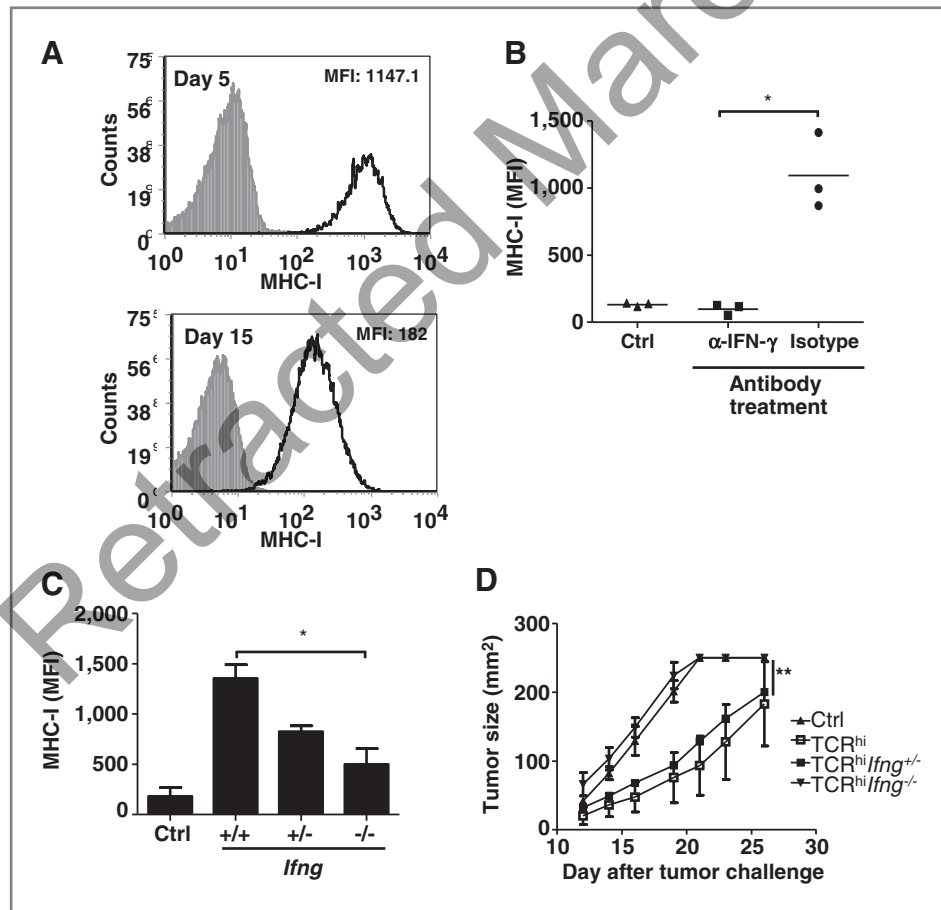 A
Day 5
MFI: 1147.1
75
56
38
19
0
Counts
10⁰ 10¹ 10² 10³ 10⁴
MHC-I
Day 15
MFI: 182
75
56
38
19
0
Counts
10⁰ 10¹ 10² 10³ 10⁴
MHC-I
B
*
1,500
1,000
500
0
MHC-I (MFI)
Ctrl α-IFN-γ Isotype
Antibody
treatment
C
*
2,000
1,500
1,000
500
0
MHC-I (MFI)
Ctrl +/+ +/- -/-
Ifng
D
300
200
100
0
Tumor size (mm²)
**
Ctrl
TCRʰⁱ
TCRʰⁱIfng⁺/⁻
TCRʰⁱIfng⁻/⁻
10 15 20 25 30
Day after tumor challenge
Retracted Marc